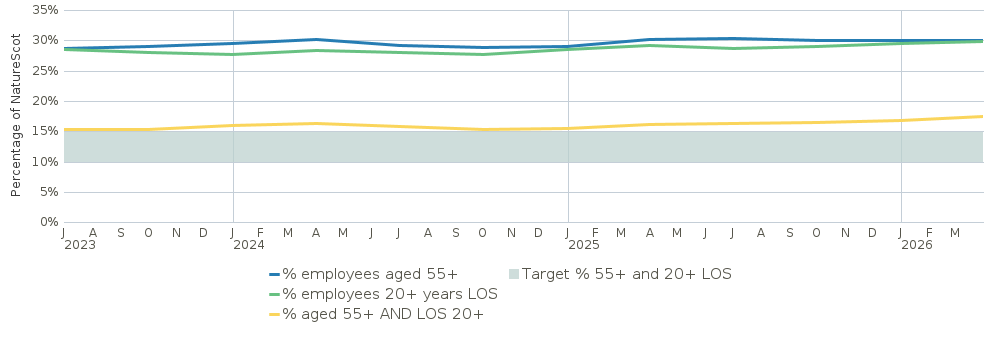 35%
30%
25%
20%
15%
10%
5%
0%
Percentage of NatureScot
J A S O N D J F M A M J J A S O N D J F M A M J J A S O N D J F M
2023 2024 2025 2026
% employees aged 55+ Target % 55+ and 20+ LOS
% employees 20+ years LOS
% aged 55+ AND LOS 20+